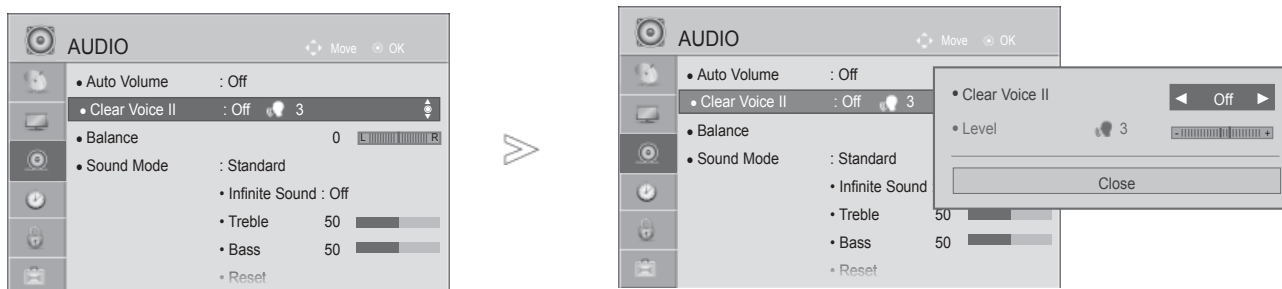 AUDIO Move OK
• Auto Volume : Off
• Clear Voice II : Off 3
• Balance 0 L R
• Sound Mode : Standard
• Infinite Sound : Off
• Treble 50
• Bass 50
• Reset
AUDIO Move OK
• Auto Volume : Off
• Clear Voice II : Off 3
• Balance
• Sound Mode : Standard
• Infinite Sound :
• Treble 50
• Bass 50
• Reset
• Clear Voice II ◀ Off ▶
• Level 3 - +
Close